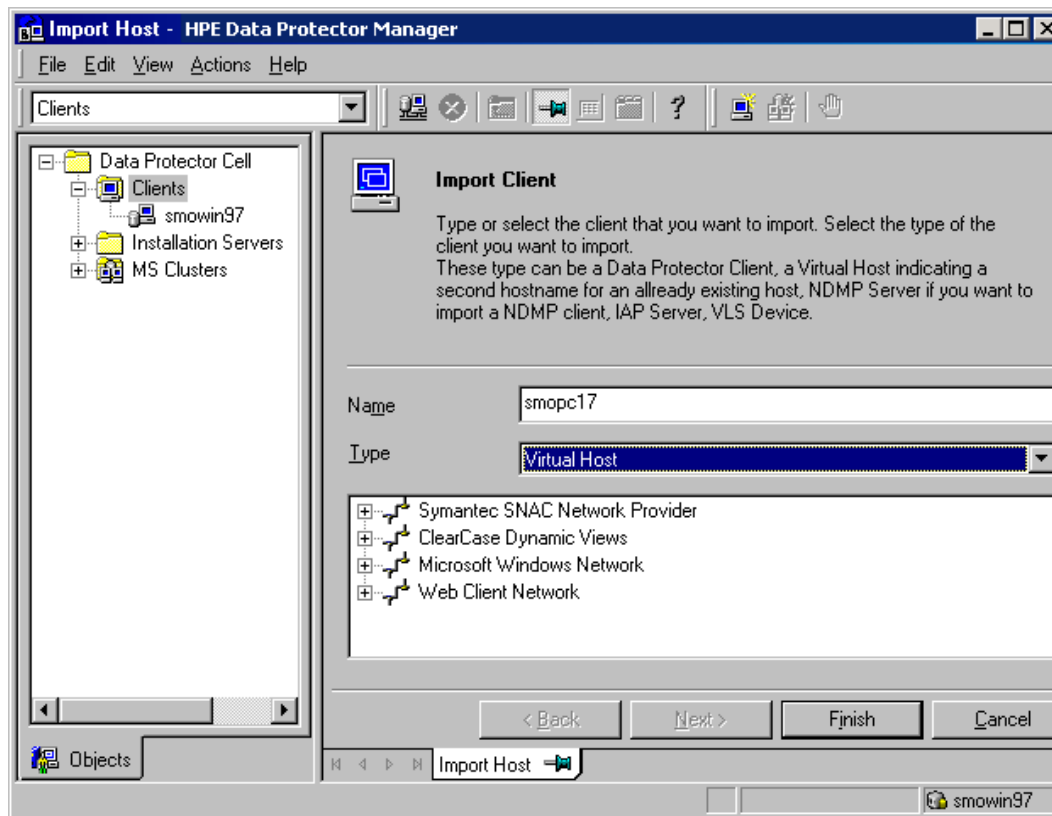 Import Host - HPE Data Protector Manager
File Edit View Actions Help
Clients
Data Protector Cell
Clients
smowin97
Installation Servers
MS Clusters
Objects
Import Client
Type or select the client that you want to import. Select the type of the
client you want to import.
These type can be a Data Protector Client, a Virtual Host indicating a
second hostname for an allready existing host, NDMP Server if you want to
import a NDMP client, IAP Server, VLS Device.
Name smopc17
Type Virtual Host
Symantec SNAC Network Provider
ClearCase Dynamic Views
Microsoft Windows Network
Web Client Network
< Back Next > Finish Cancel
Import Host
smowin97